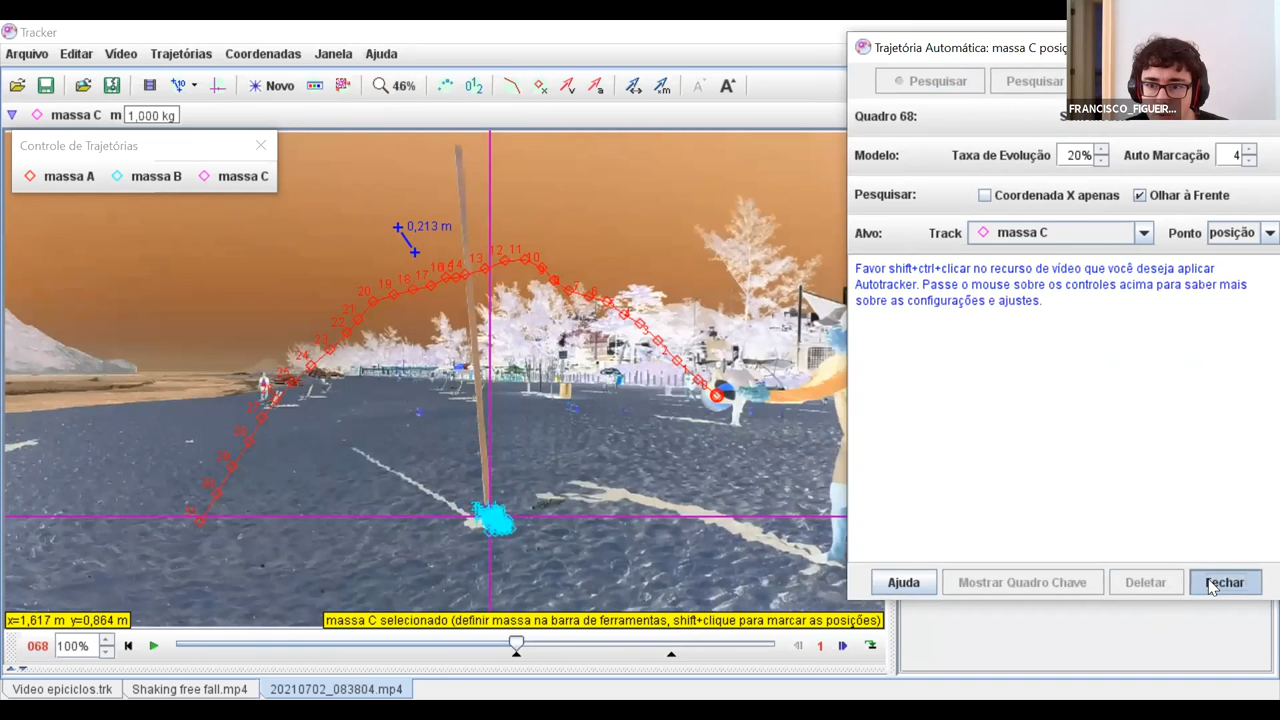 Tracker
Arquivo Editar Vídeo Trajetórias Coordenadas Janela Ajuda
Novo 46%
massa C m 1,000 kg
Controle de Trajetórias
massa A massa B massa C
0,213 m
x=1,617 m y=0,864 m
massa C selecionado (definir massa na barra de ferramentas, shift+clique para marcar as posições)
068 100% 1
Video epiciclos.trk Shaking free fall.mp4 20210702_083804.mp4
Trajetória Automática: massa C posiç
Pesquisar Pesquisar
FRANCISCO_FIGUEIR...
Quadro 68:
Modelo: Taxa de Evolução 20% Auto Marcação 4
Pesquisar: Coordenada X apenas Olhar à Frente
Alvo: Track massa C Ponto posição
Favor shift+ctrl+clicar no recurso de vídeo que você deseja aplicar
Autotracker. Passe o mouse sobre os controles acima para saber mais
sobre as configurações e ajustes.
Ajuda Mostrar Quadro Chave Deletar Fechar